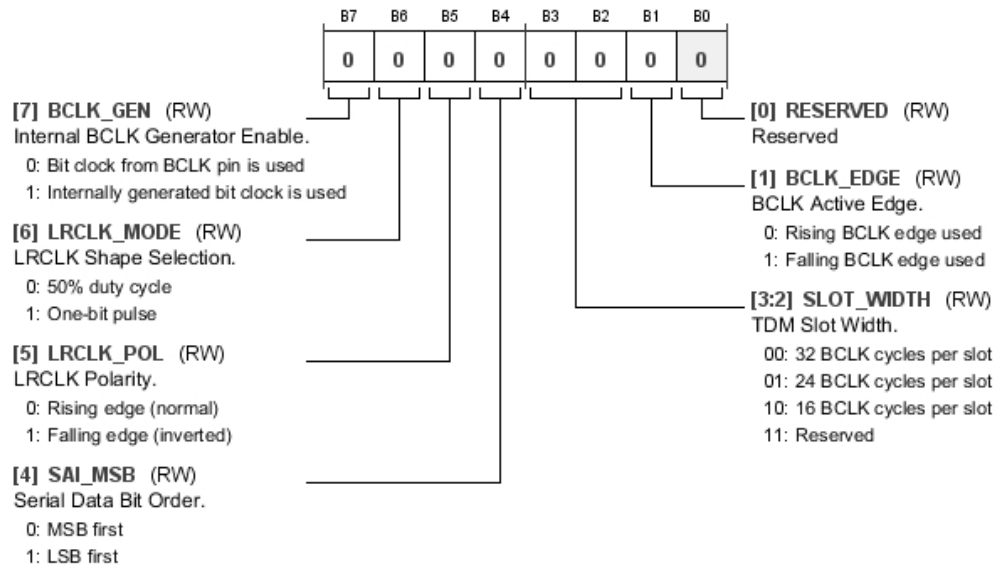 B7 B6 B5 B4 B3 B2 B1 B0
0 0 0 0 0 0 0 0
[7] BCLK_GEN (RW)
Internal BCLK Generator Enable.
0: Bit clock from BCLK pin is used
1: Internally generated bit clock is used
[6] LRCLK_MODE (RW)
LRCLK Shape Selection.
0: 50% duty cycle
1: One-bit pulse
[5] LRCLK_POL (RW)
LRCLK Polarity.
0: Rising edge (normal)
1: Falling edge (inverted)
[4] SAI_MSB (RW)
Serial Data Bit Order.
0: MSB first
1: LSB first
[0] RESERVED (RW)
Reserved
[1] BCLK_EDGE (RW)
BCLK Active Edge.
0: Rising BCLK edge used
1: Falling BCLK edge used
[3:2] SLOT_WIDTH (RW)
TDM Slot Width.
00: 32 BCLK cycles per slot
01: 24 BCLK cycles per slot
10: 16 BCLK cycles per slot
11: Reserved